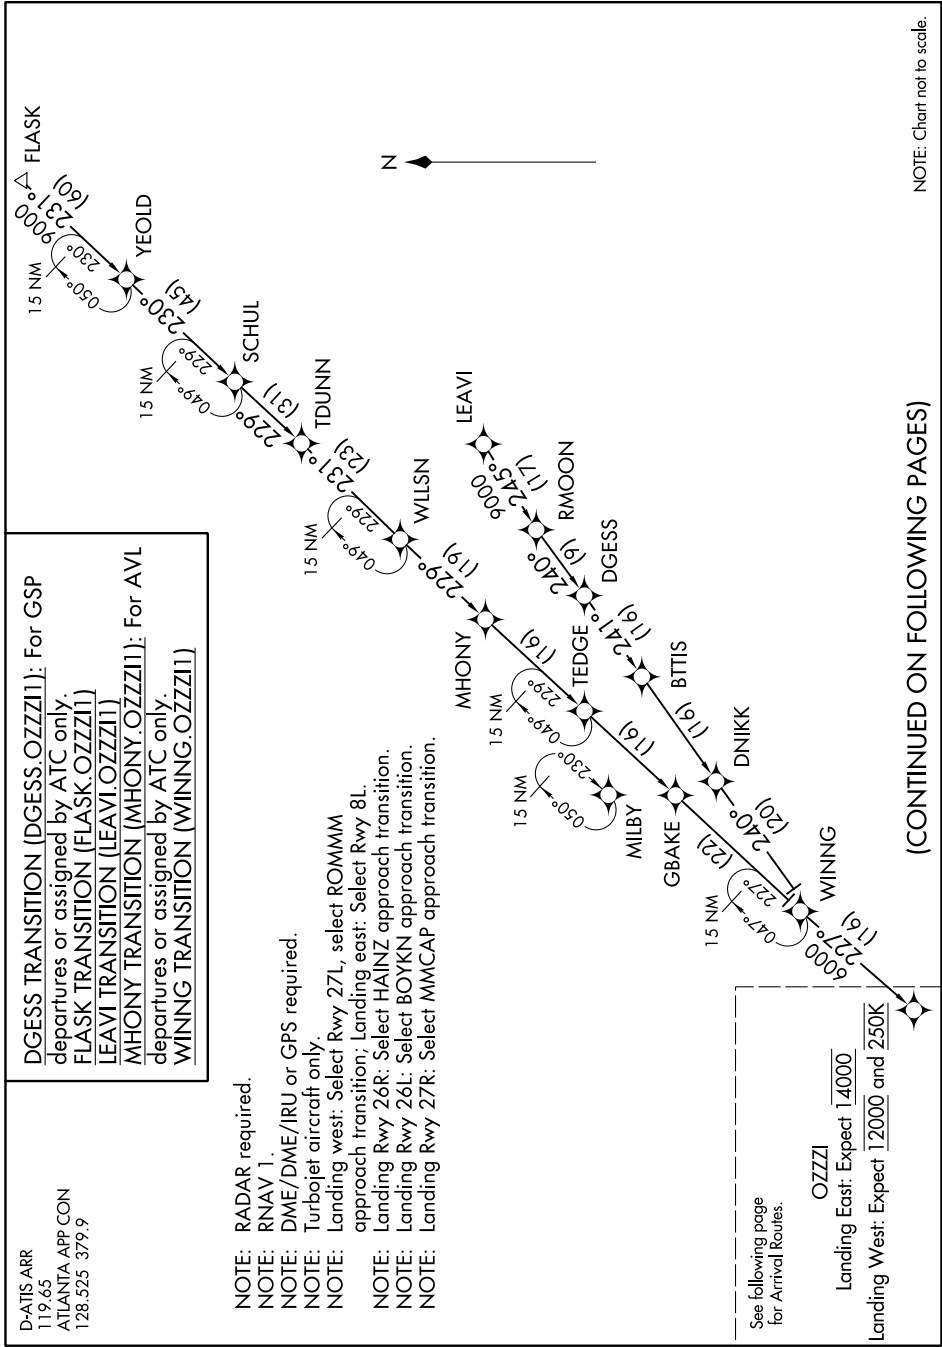 D-ATIS ARR
119.65
ATLANTA APP CON
128.525 379.9
DGESS TRANSITION (DGESS.OZZZI1): For GSP
departures or assigned by ATC only.
FLASK TRANSITION (FLASK.OZZZI1)
LEAVI TRANSITION (LEAVI.OZZZI1)
MHONY TRANSITION (MHONY.OZZZI1): For AVL
departures or assigned by ATC only.
WINNG TRANSITION (WINNG.OZZZI1)
NOTE: RADAR required.
NOTE: RNAV 1.
NOTE: DME/DME/IRU or GPS required.
NOTE: Turbojet aircraft only.
NOTE: Landing west: Select Rwy 27L, select ROMMM
approach transition; Landing east: Select Rwy 8L.
NOTE: Landing Rwy 26R: Select HAINZ approach transition.
NOTE: Landing Rwy 26L: Select BOYKN approach transition.
NOTE: Landing Rwy 27R: Select MMCAP approach transition.
FLASK
9000
231°
(60)
15 NM
230°
050°
YEOLD
230°
(45)
15 NM
229°
049°
SCHUL
229°
(31)
TDUNN
231°
(23)
15 NM
229°
049°
WLLSN
229°
(19)
MHONY
(16)
15 NM
229°
049°
TEDGE
(16)
15 NM
230°
050°
MILBY
GBAKE
(22)
LEAVI
9000
245°
(17)
RMOON
240°
(9)
DGESS
241°
(16)
BTTIS
(16)
DNIKK
240°
(20)
15 NM
227°
047°
WINNG
6000
227°
(16)
N
See following page
for Arrival Routes.
OZZZI
Landing East: Expect 14000
Landing West: Expect 12000 and 250K
(CONTINUED ON FOLLOWING PAGES)
NOTE: Chart not to scale.